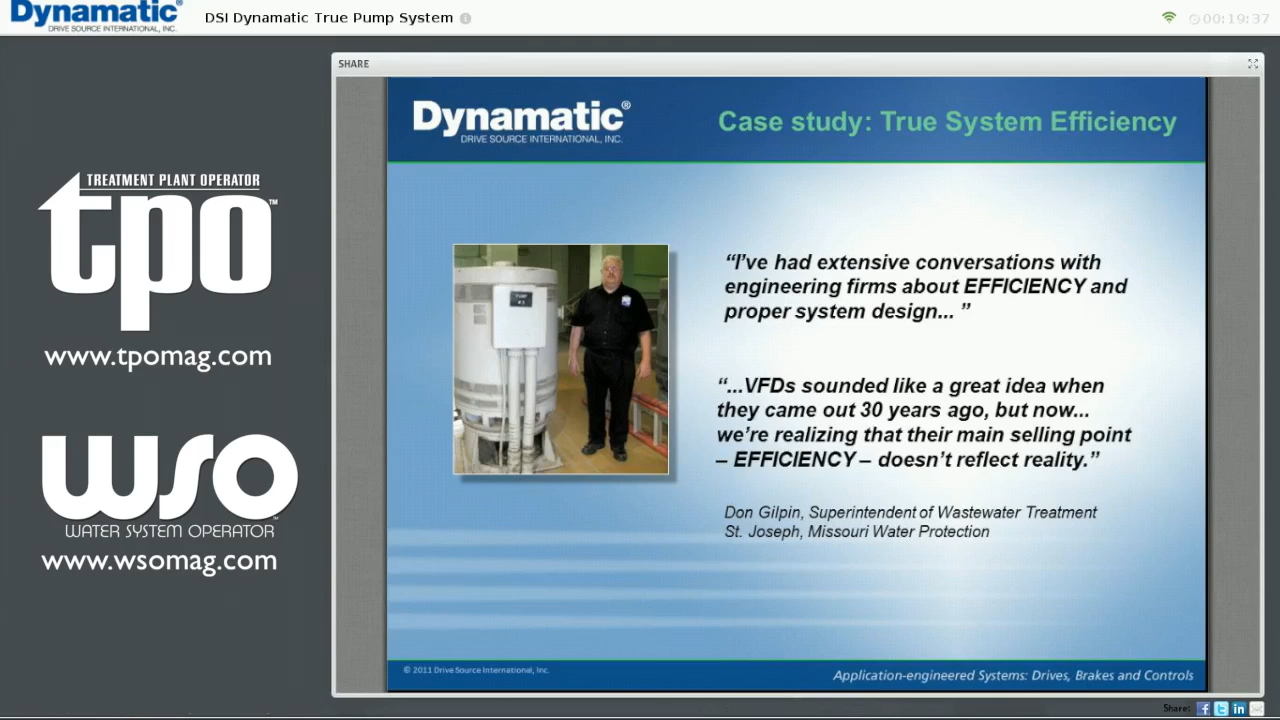 Dynamatic®
DRIVE SOURCE INTERNATIONAL, INC.
DSI Dynamatic True Pump System
00:19:37
SHARE
TREATMENT PLANT OPERATOR
tpo™
www.tpomag.com
wso
WATER SYSTEM OPERATOR
www.wsomag.com
Dynamatic®
DRIVE SOURCE INTERNATIONAL, INC.
Case study: True System Efficiency
“I’ve had extensive conversations with
engineering firms about EFFICIENCY and
proper system design... ”
“...VFDs sounded like a great idea when
they came out 30 years ago, but now...
we’re realizing that their main selling point
– EFFICIENCY – doesn’t reflect reality.”
Don Gilpin, Superintendent of Wastewater Treatment
St. Joseph, Missouri Water Protection
© 2011 Drive Source International, Inc.
Application-engineered Systems: Drives, Brakes and Controls
Share: